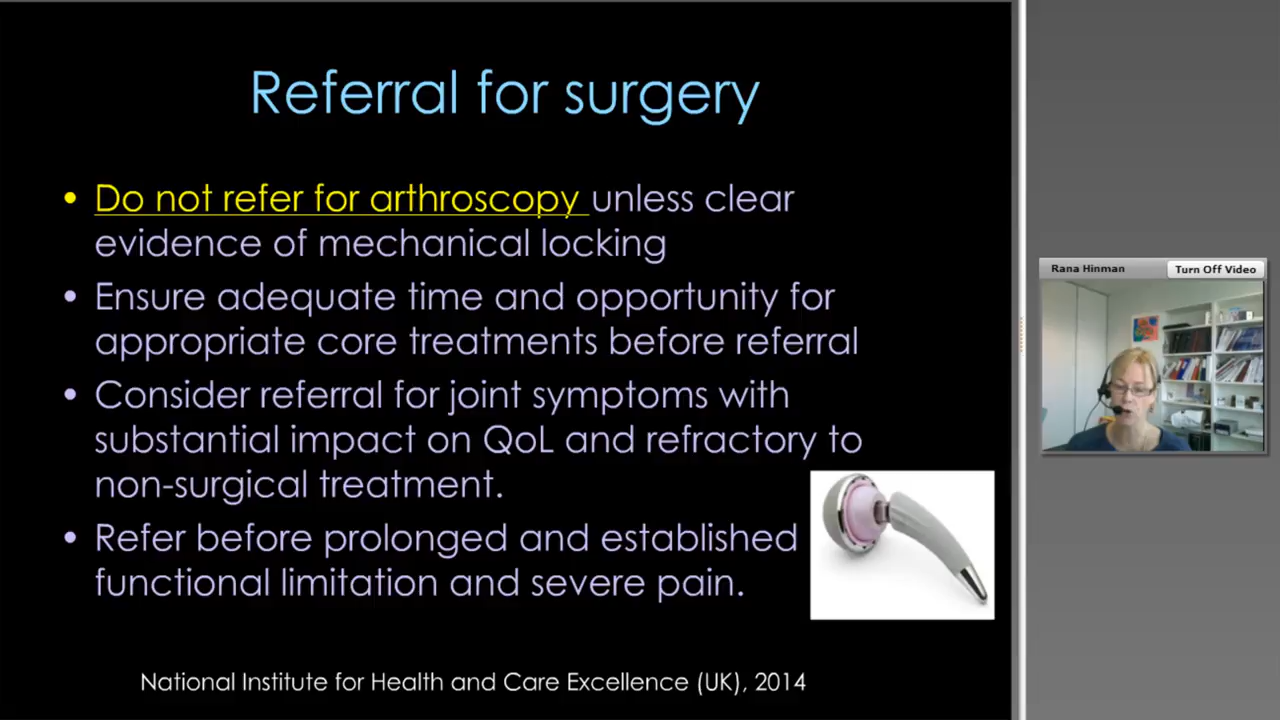 Referral for surgery
• Do not refer for arthroscopy unless clear
evidence of mechanical locking
• Ensure adequate time and opportunity for
appropriate core treatments before referral
• Consider referral for joint symptoms with
substantial impact on QoL and refractory to
non-surgical treatment.
• Refer before prolonged and established
functional limitation and severe pain.
National Institute for Health and Care Excellence (UK), 2014
Rana Hinman
Turn Off Video